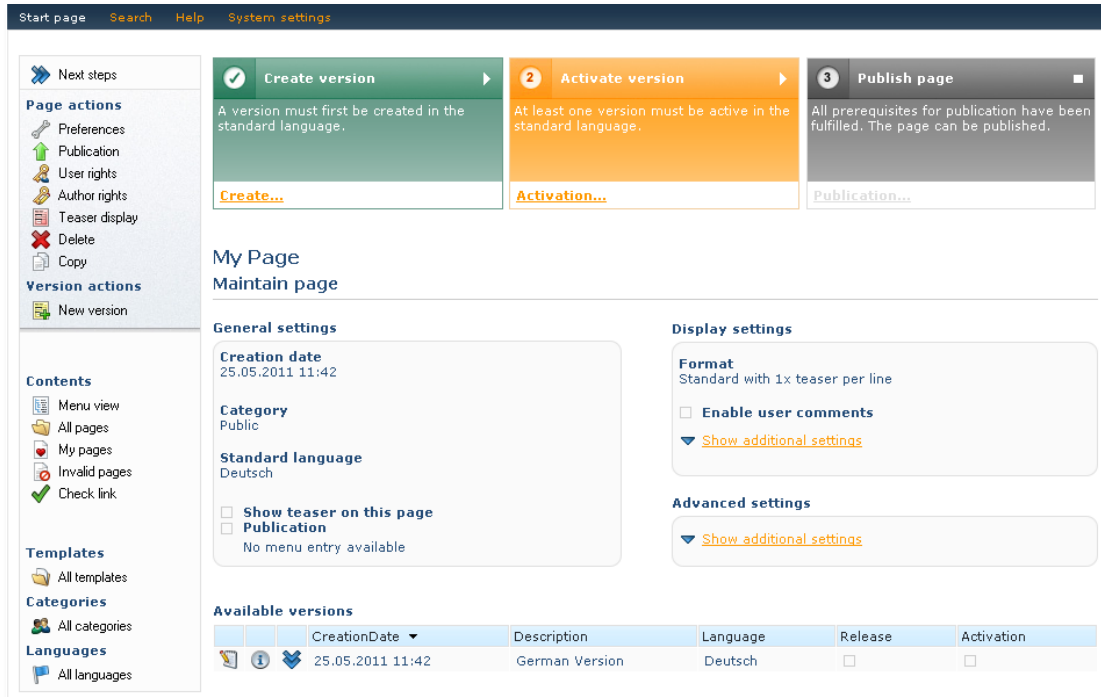 Start page Search Help System settings
Next steps
Page actions
Preferences
Publication
User rights
Author rights
Teaser display
Delete
Copy
Version actions
New version
Contents
Menu view
All pages
My pages
Invalid pages
Check link
Templates
All templates
Categories
All categories
Languages
All languages
Create version
A version must first be created in the
standard language.
Create...
2 Activate version
At least one version must be active in the
standard language.
Activation...
3 Publish page
All prerequisites for publication have been
fulfilled. The page can be published.
Publication...
My Page
Maintain page
General settings
Creation date
25.05.2011 11:42
Category
Public
Standard language
Deutsch
Show teaser on this page
Publication
No menu entry available
Display settings
Format
Standard with 1x teaser per line
Enable user comments
Show additional settings
Advanced settings
Show additional settings
Available versions
CreationDate Description Language Release Activation
25.05.2011 11:42 German Version Deutsch